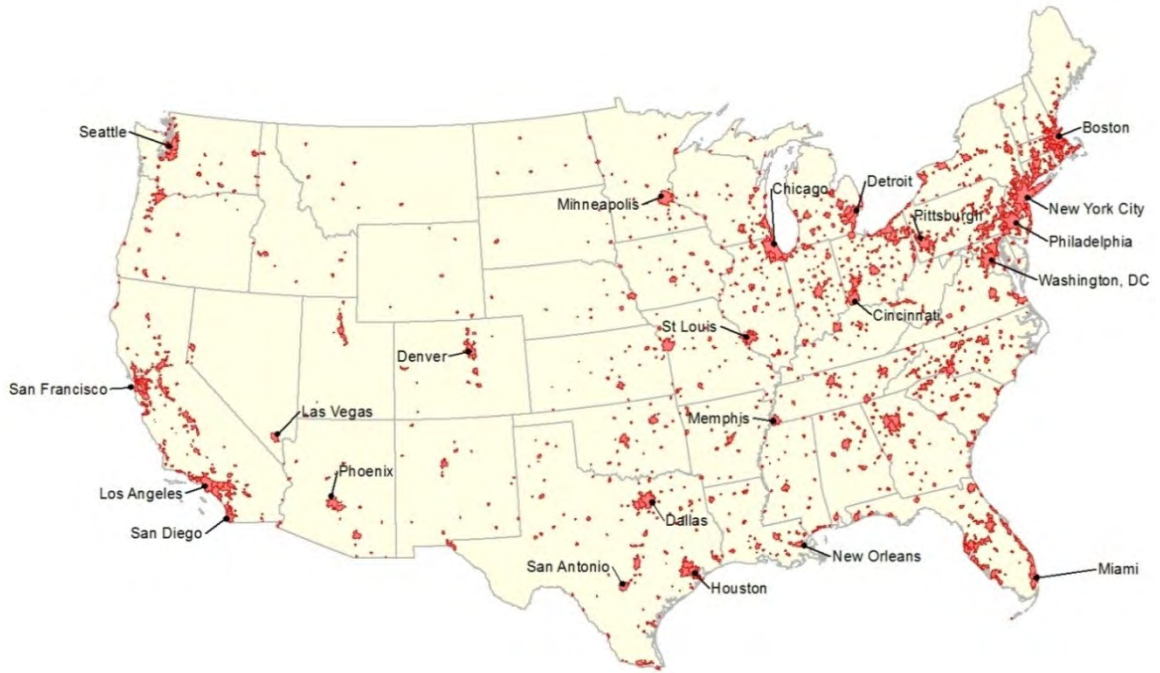 Seattle
Boston
Minneapolis
Chicago
Detroit
Pittsburgh
New York City
Philadelphia
Washington, DC
Cincinnati
St Louis
Denver
San Francisco
Las Vegas
Memphis
Phoenix
Los Angeles
Dallas
San Diego
New Orleans
San Antonio
Miami
Houston